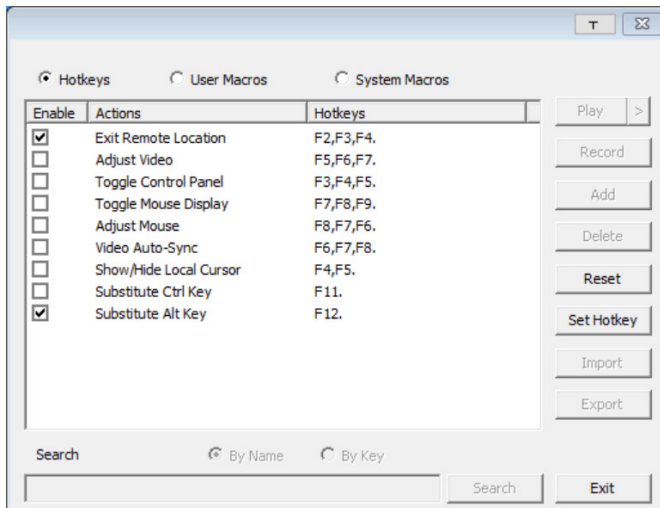 T
Hotkeys User Macros System Macros
Enable Actions Hotkeys
Play >
Exit Remote Location F2,F3,F4.
Adjust Video F5,F6,F7.
Record
Toggle Control Panel F3,F4,F5.
Add
Toggle Mouse Display F7,F8,F9.
Adjust Mouse F8,F7,F6.
Delete
Video Auto-Sync F6,F7,F8.
Show/Hide Local Cursor F4,F5.
Reset
Substitute Ctrl Key F11.
Substitute Alt Key F12.
Set Hotkey
Import
Export
Search By Name By Key
Search Exit